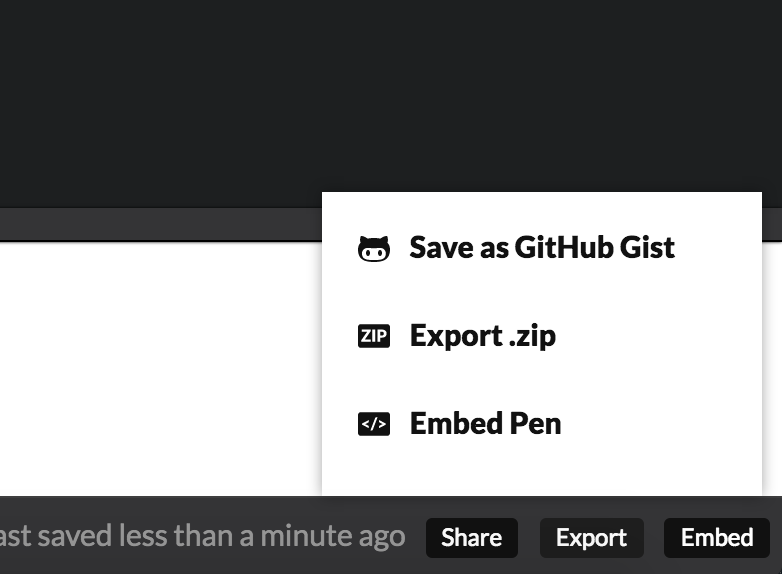 Save as GitHub Gist
ZIP Export .zip
</> Embed Pen
ast saved less than a minute ago Share Export Embed